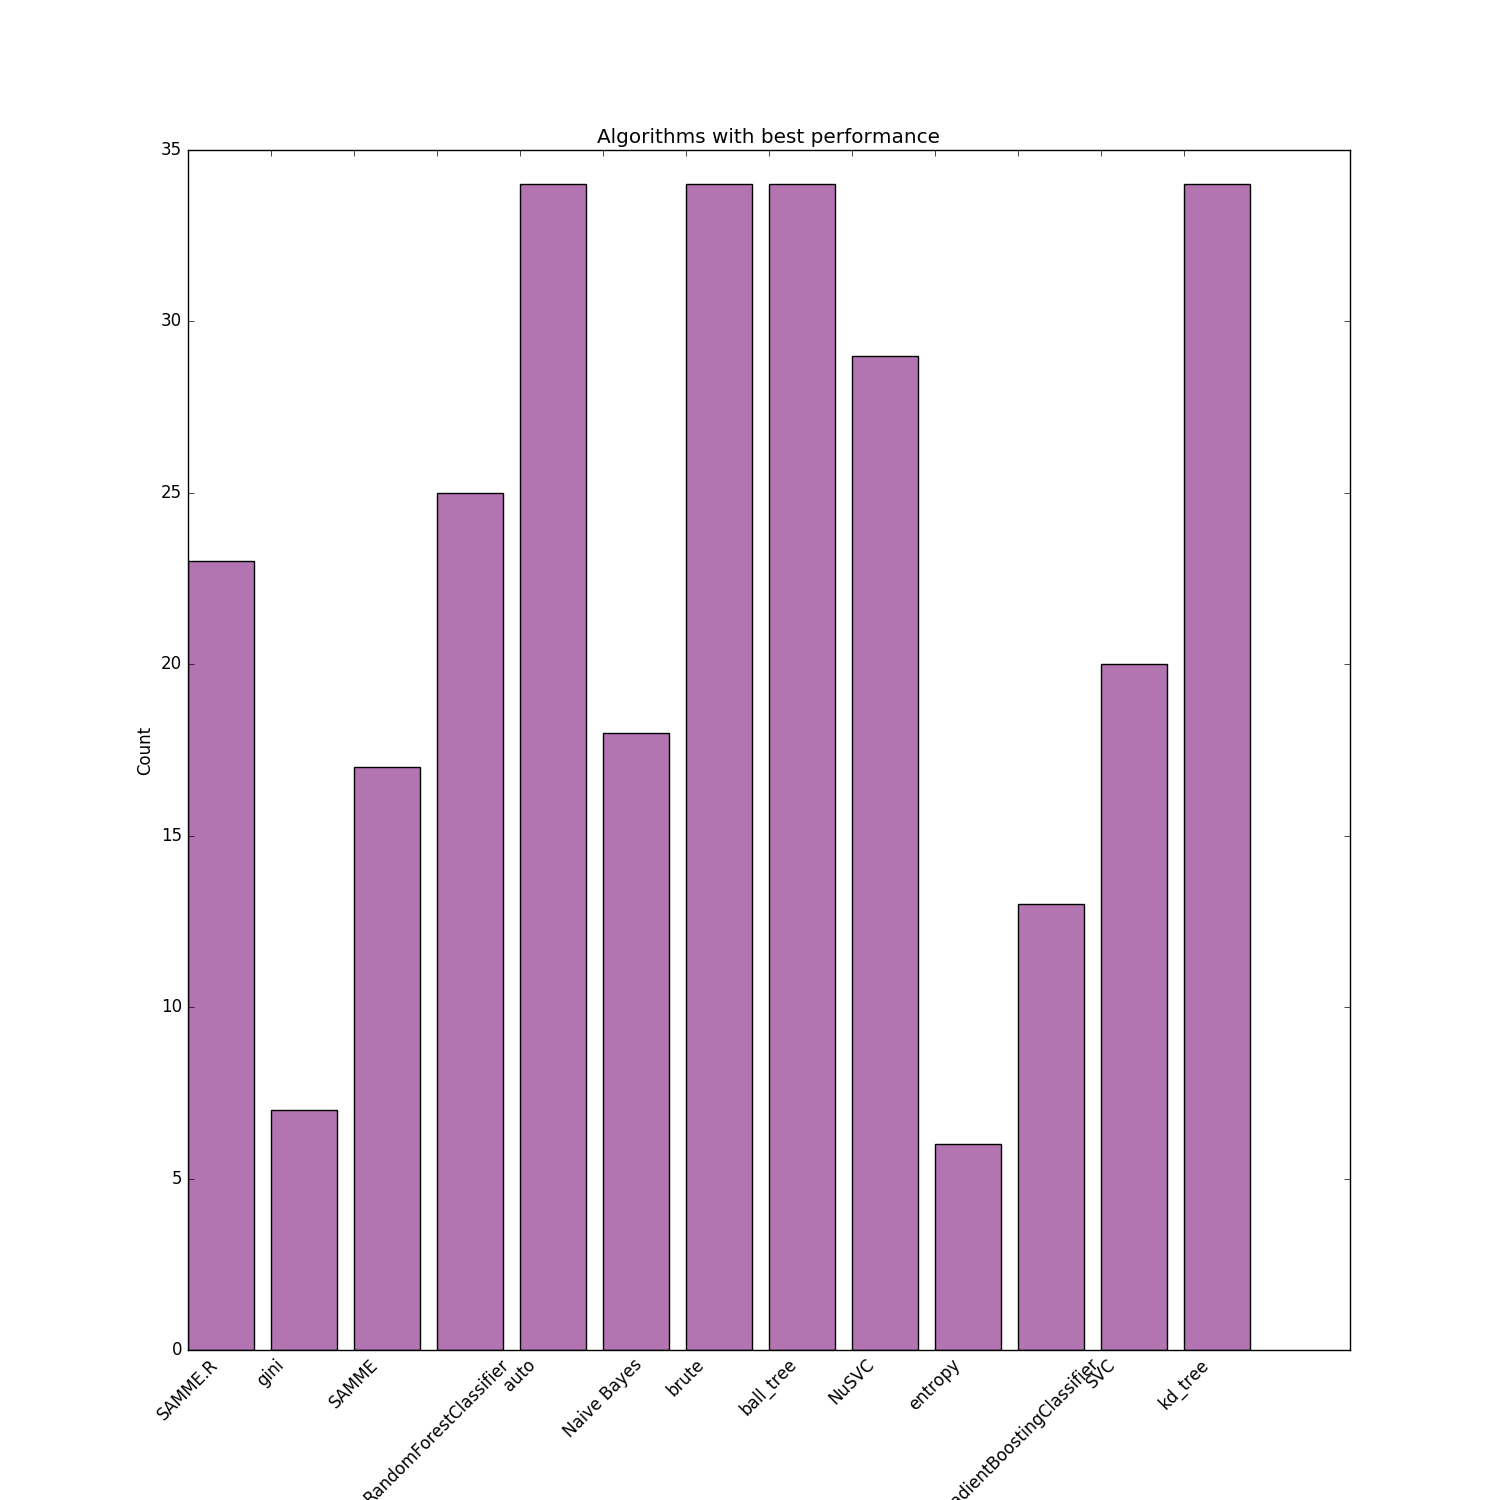 Algorithms with best performance
35
30
25
20
15
10
5
0
Count
SAMME.R
gini
SAMME
RandomForestClassifier
auto
Naive Bayes
brute
ball_tree
NuSVC
entropy
edientBoostingClassifier
SVC
kd_tree